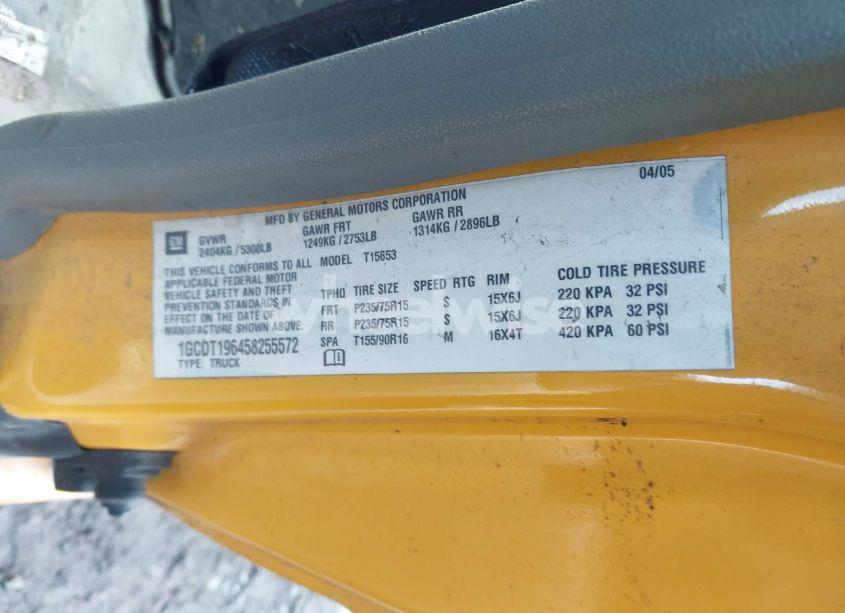 04/05
MFD BY GENERAL MOTORS CORPORATION
GM GVWR GAWR FRT GAWR RR
2404KG / 5300LB 1249KG / 2753LB 1314KG / 2896LB
THIS VEHICLE CONFORMS TO ALL MODEL T15653
APPLICABLE FEDERAL MOTOR
VEHICLE SAFETY AND THEFT
PREVENTION STANDARDS IN
EFFECT ON THE DATE OF
MANUFACTURE SHOWN ABOVE.
1GCDT196458255572
TYPE: TRUCK
TPHQ TIRE SIZE SPEED RTG RIM COLD TIRE PRESSURE
FRT P235/75R15 S 15X6J 220 KPA 32 PSI
RR P235/75R15 S 15X6J 220 KPA 32 PSI
SPA T155/90R16 M 16X4T 420 KPA 60 PSI